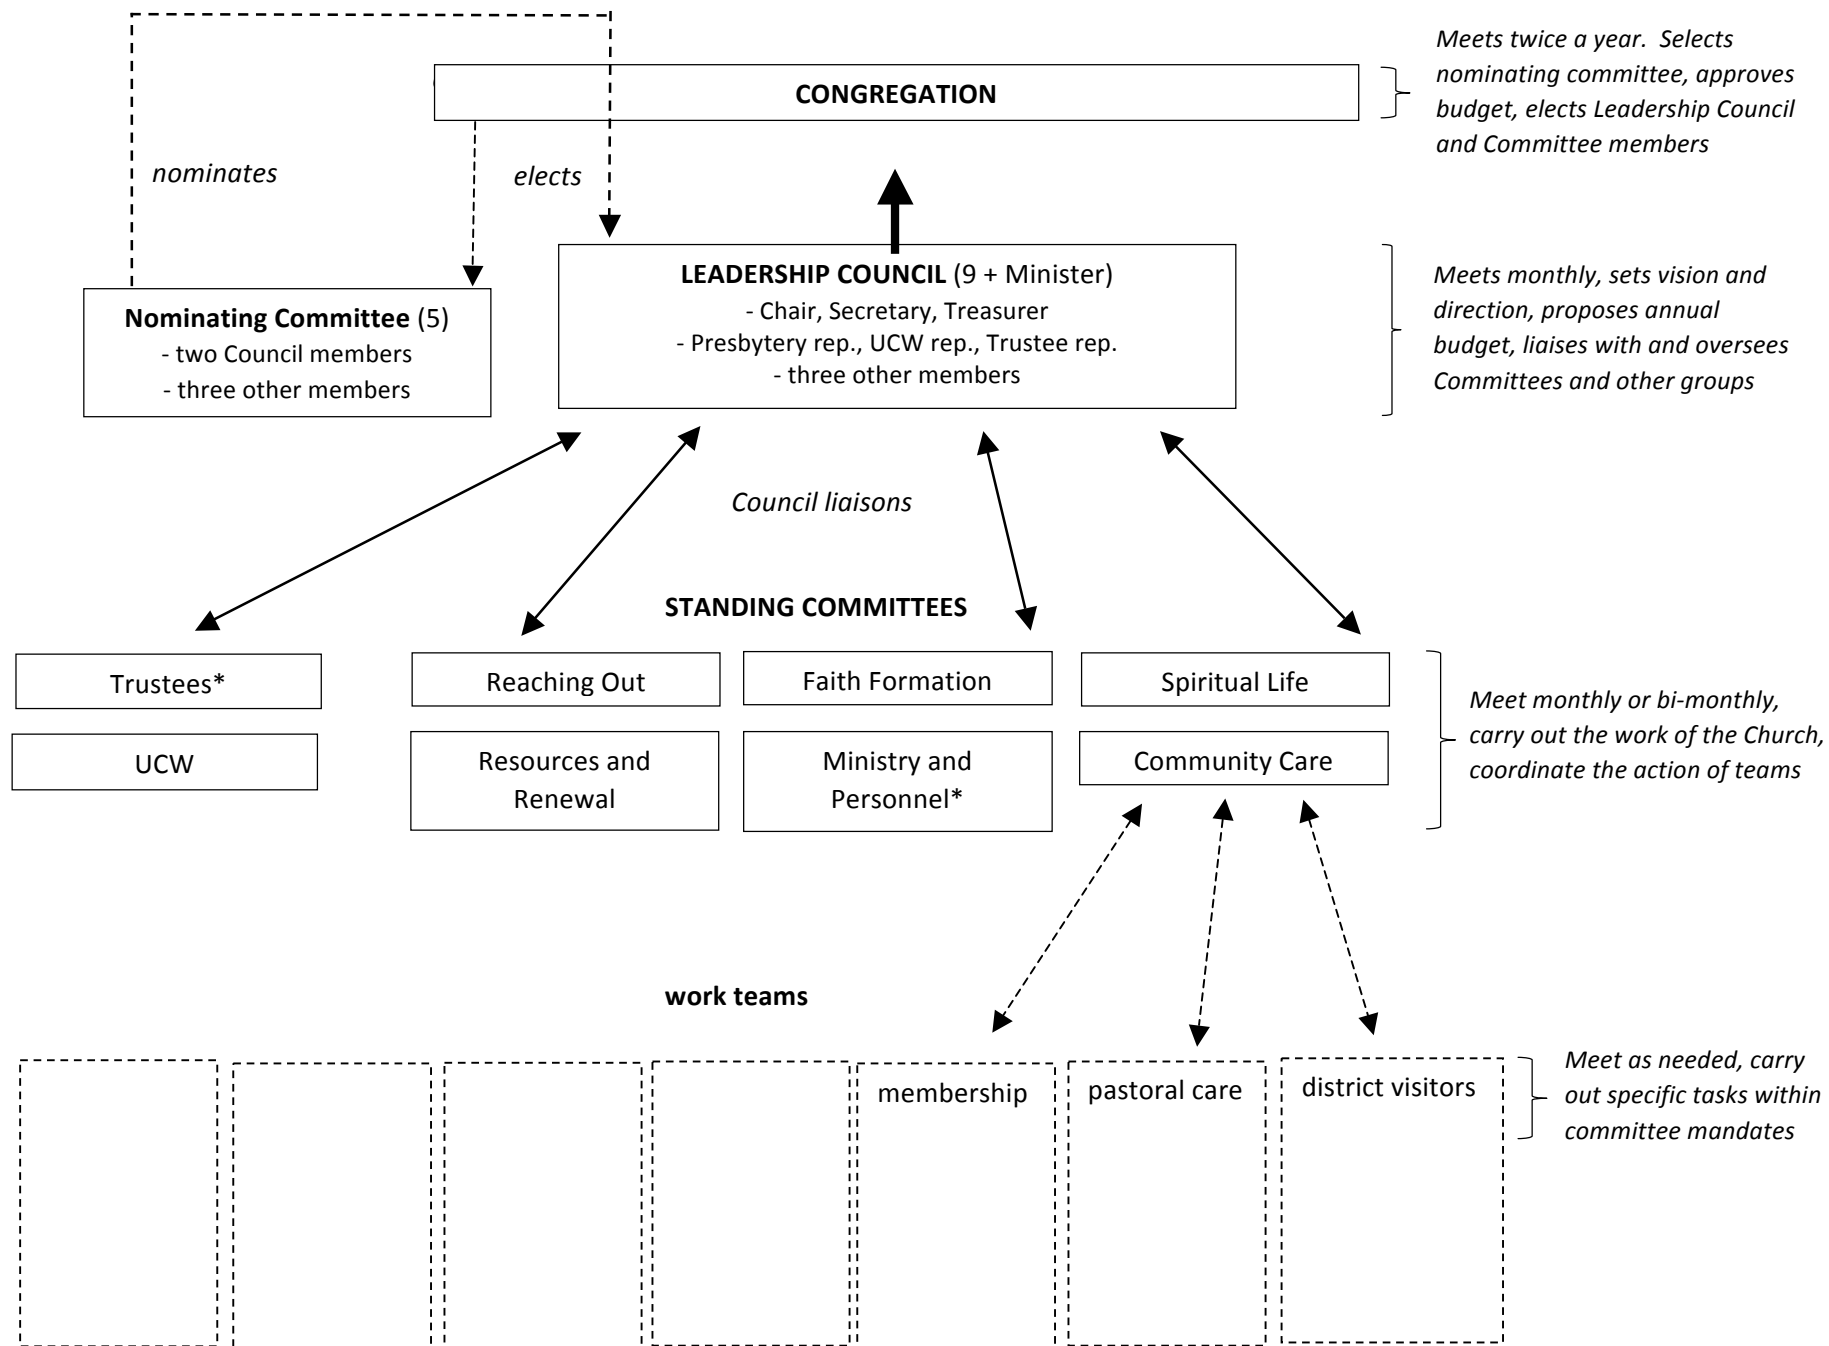 Meets twice a year.  Selects
nominating committee, approves
budget, elects Leadership Council
and Committee members
CONGREGATION
nominates
elects
LEADERSHIP COUNCIL (9 + Minister)
- Chair, Secretary, Treasurer
- Presbytery rep., UCW rep., Trustee rep.
- three other members
Nominating Committee (5)
- two Council members
- three other members
Meets monthly, sets vision and
direction, proposes annual
budget, liaises with and oversees
Committees and other groups
Council liaisons
STANDING COMMITTEES
Trustees*
Reaching Out
Faith Formation
Spiritual Life
UCW
Resources and
Renewal
Ministry and
Personnel*
Community Care
Meet monthly or bi-monthly,
carry out the work of the Church,
coordinate the action of teams
work teams
membership
pastoral care
district visitors
Meet as needed, carry
out specific tasks within
committee mandates